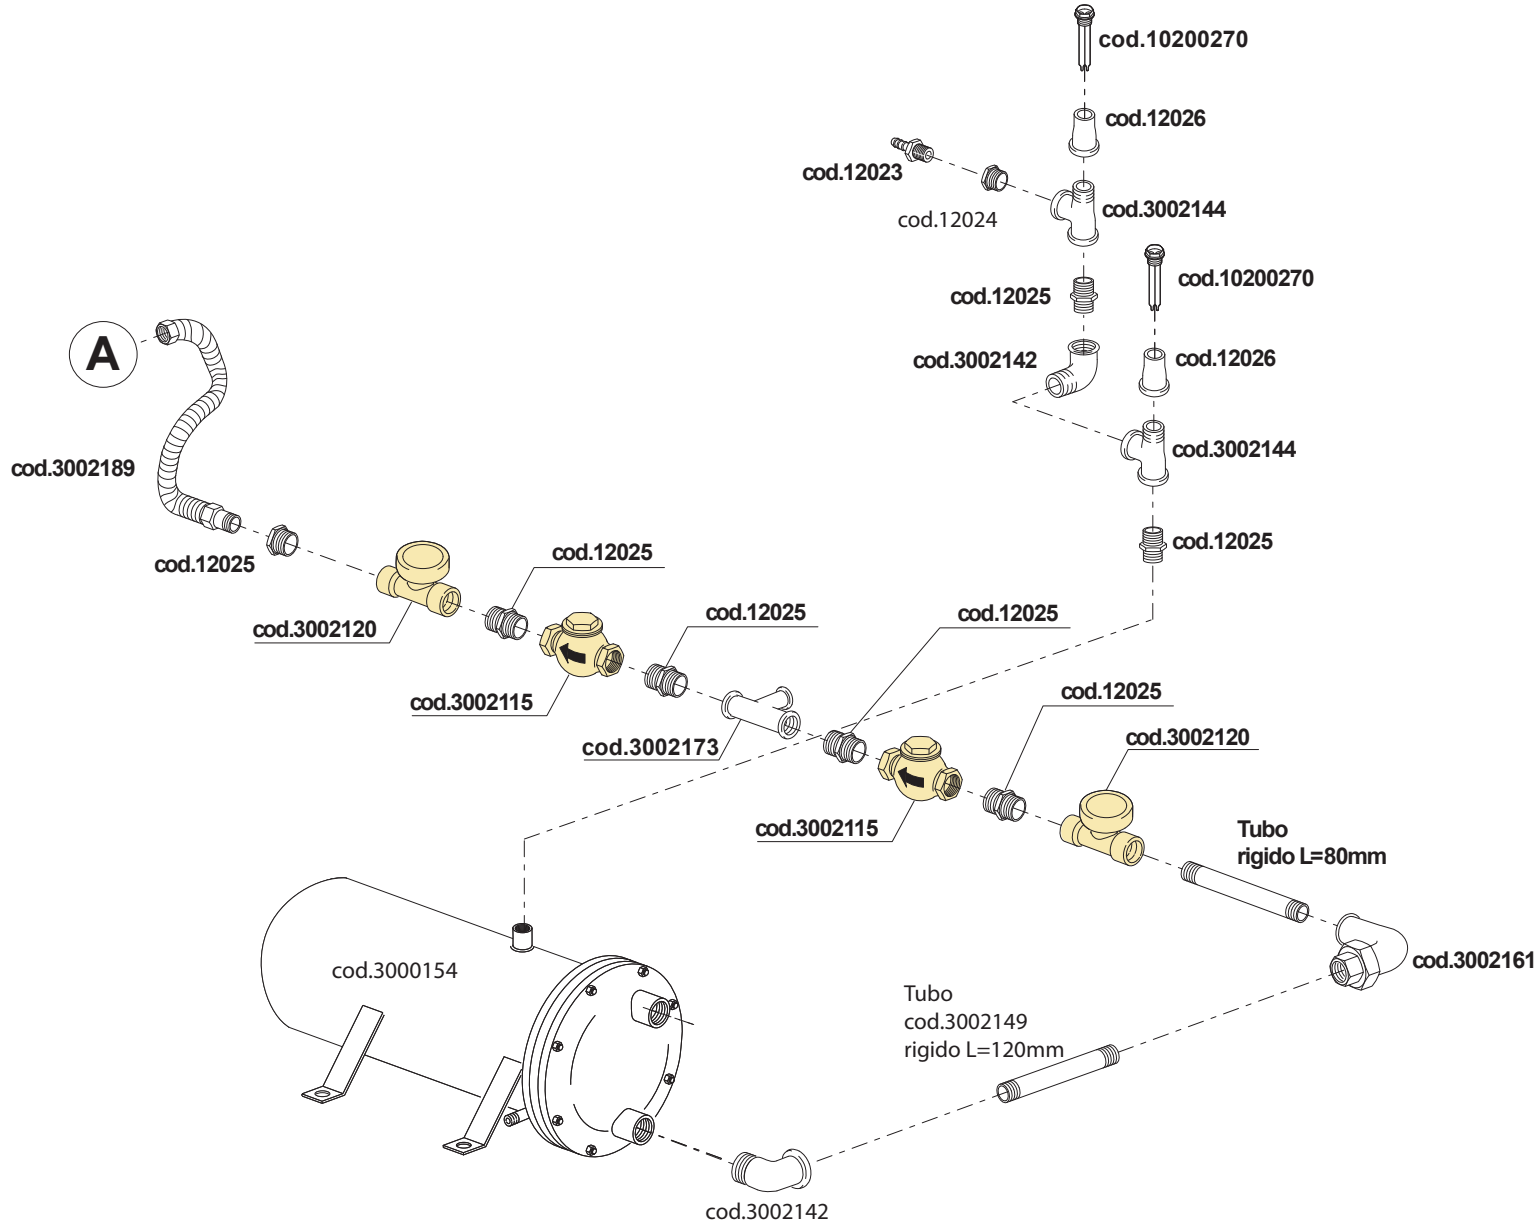 cod.10200270
cod.12026
cod.12023
cod.12024
cod.3002144
cod.10200270
cod.12025
A
cod.3002142
cod.12026
cod.3002189
cod.3002144
cod.12025
cod.12025
cod.12025
cod.3002120
cod.12025
cod.12025
cod.3002115
cod.12025
cod.3002173
cod.3002120
cod.3002115
Tubo
rigido L=80mm
cod.3000154
cod.3002161
Tubo
cod.3002149
rigido L=120mm
cod.3002142